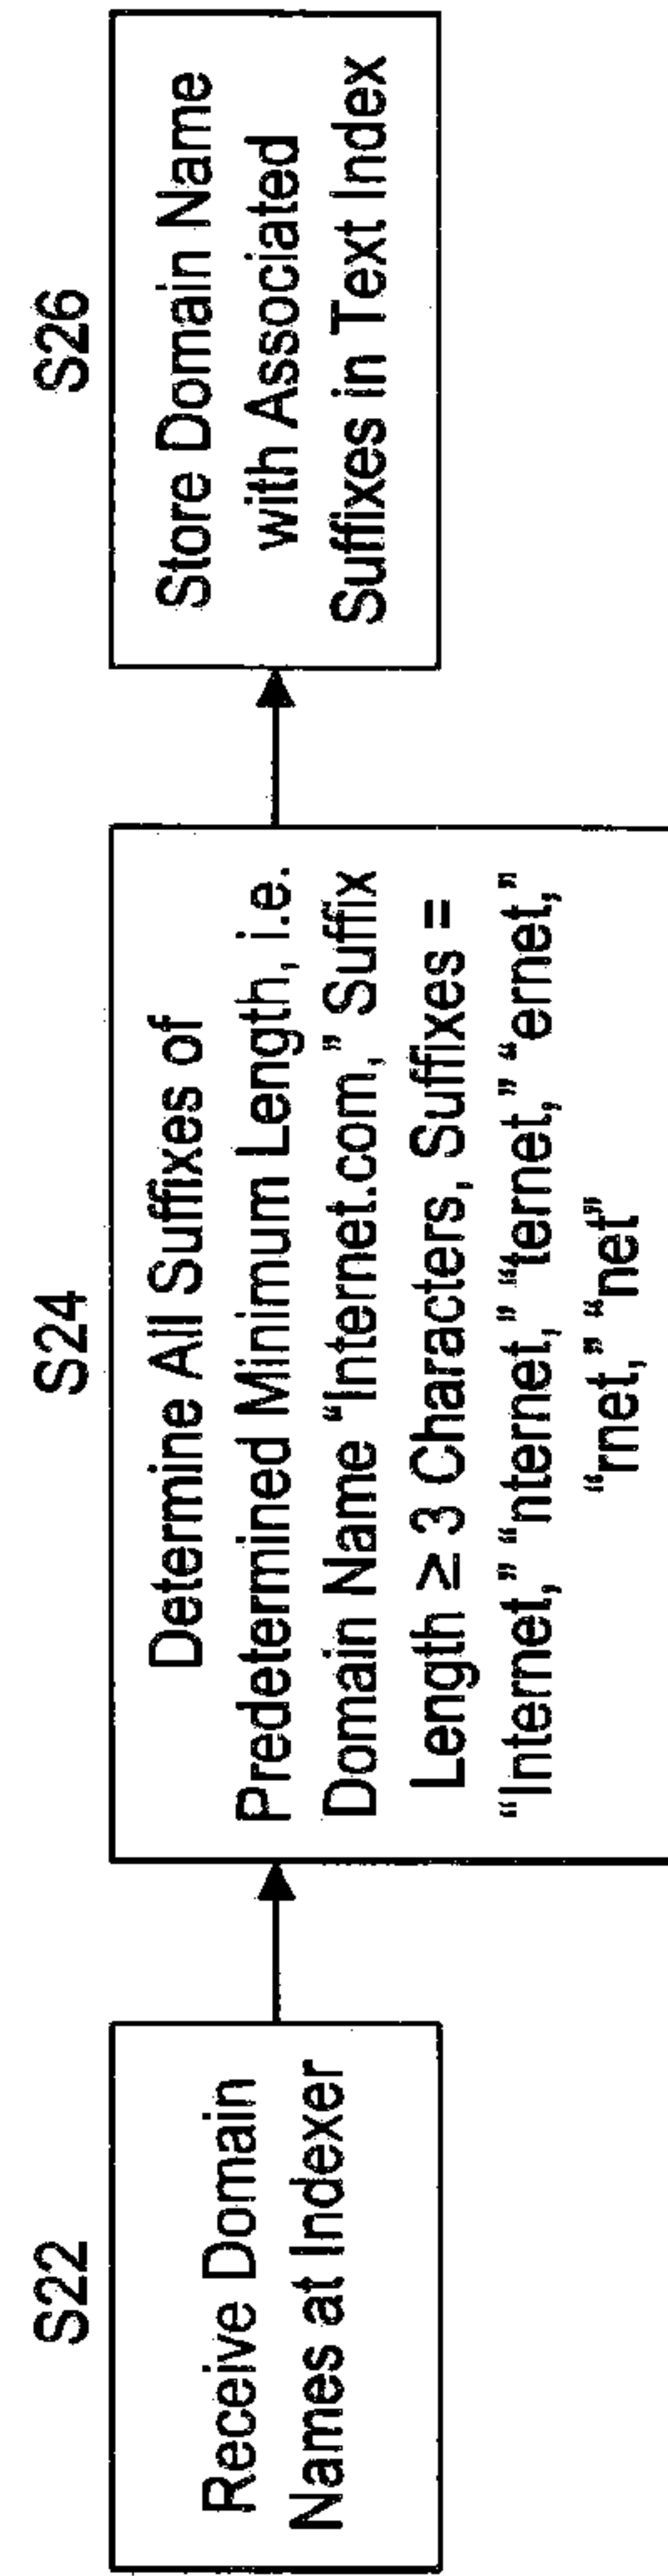 S22
Receive Domain
Names at Indexer
S24
Determine All Suffixes of
Predetermined Minimum Length, i.e.
Domain Name “Internet.com,” Suffix
Length ≥ 3 Characters, Suffixes =
“Internet,” “nternet,” “ternet,” “ernet,”
“rnet,” “net”
S26
Store Domain Name
with Associated
Suffixes in Text Index